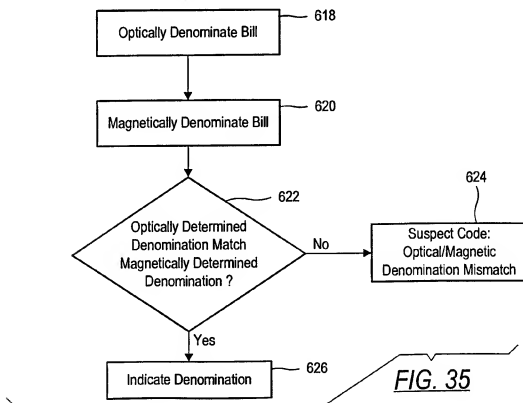 618
Optically Denominate Bill
620
Magnetically Denominate Bill
622
Optically Determined
Denomination Match
Magnetically Determined
Denomination ?
No
624
Suspect Code:
Optical/Magnetic
Denomination Mismatch
Yes
626
Indicate Denomination
FIG. 35